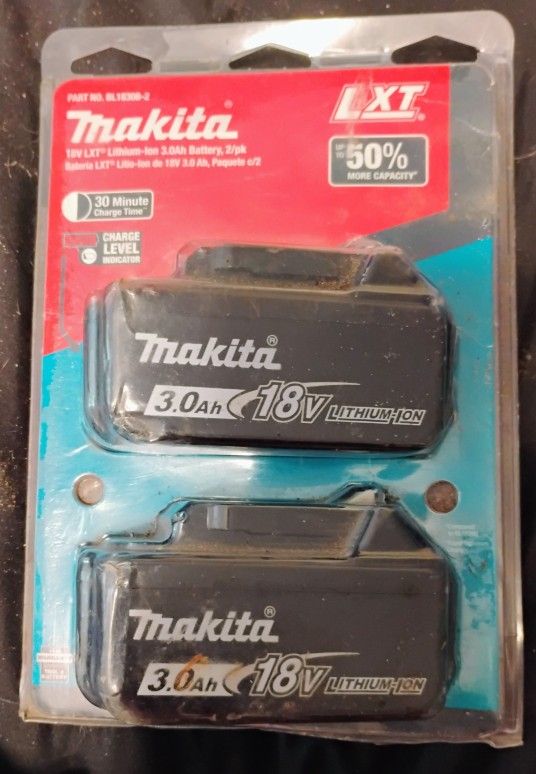 PART NO. BL1830B-2
makita®
18V LXT® Lithium-Ion 3.0Ah Battery, 2/pk
Batería LXT® Litio-Ion de 18V 3.0 Ah, Paquete c/2
LXT®
UP TO 50%
MORE CAPACITY*
30 Minute
Charge Time**
CHARGE
LEVEL
INDICATOR
makita®
3.0Ah 18V LITHIUM-ION
makita®
3.0Ah 18V LITHIUM-ION
TOOL &
BATTERY